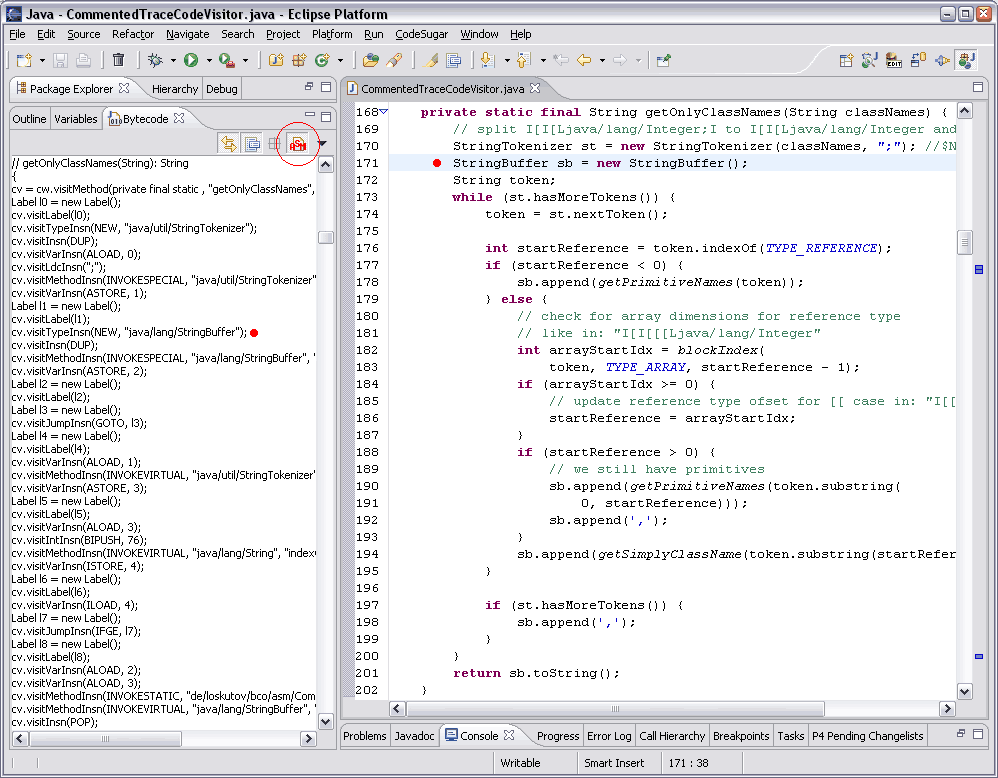 Java - CommentedTraceCodeVisitor.java - Eclipse Platform
File Edit Source Refactor Navigate Search Project Platform Run CodeSugar Window Help
Package Explorer Hierarchy Debug
Outline Variables Bytecode
ASM
// getOnlyClassNames(String): String
{
cv = cw.visitMethod(private final static , "getOnlyClassNames",
Label l0 = new Label();
cv.visitLabel(l0);
cv.visitTypeInsn(NEW, "java/util/StringTokenizer");
cv.visitInsn(DUP);
cv.visitVarInsn(ALOAD, 0);
cv.visitLdcInsn(";");
cv.visitMethodInsn(INVOKESPECIAL, "java/util/StringTokenizer"
cv.visitVarInsn(ASTORE, 1);
Label l1 = new Label();
cv.visitLabel(l1);
cv.visitTypeInsn(NEW, "java/lang/StringBuffer");
cv.visitInsn(DUP);
cv.visitMethodInsn(INVOKESPECIAL, "java/lang/StringBuffer", "
cv.visitVarInsn(ASTORE, 2);
Label l2 = new Label();
cv.visitLabel(l2);
Label l3 = new Label();
cv.visitJumpInsn(GOTO, l3);
Label l4 = new Label();
cv.visitLabel(l4);
cv.visitVarInsn(ALOAD, 1);
cv.visitMethodInsn(INVOKEVIRTUAL, "java/util/StringTokenizer"
cv.visitVarInsn(ASTORE, 3);
Label l5 = new Label();
cv.visitLabel(l5);
cv.visitVarInsn(ALOAD, 3);
cv.visitIntInsn(BIPUSH, 76);
cv.visitMethodInsn(INVOKEVIRTUAL, "java/lang/String", "index
cv.visitVarInsn(ISTORE, 4);
Label l6 = new Label();
cv.visitLabel(l6);
cv.visitVarInsn(ILOAD, 4);
Label l7 = new Label();
cv.visitJumpInsn(IFGE, l7);
Label l8 = new Label();
cv.visitLabel(l8);
cv.visitVarInsn(ALOAD, 2);
cv.visitVarInsn(ALOAD, 3);
cv.visitMethodInsn(INVOKESTATIC, "de/loskutov/bco/asm/Com
cv.visitMethodInsn(INVOKEVIRTUAL, "java/lang/StringBuffer", "
cv.visitInsn(POP);
CommentedTraceCodeVisitor.java
168 private static final String getOnlyClassNames(String classNames) {
169 // split I[I[Ljava/lang/Integer;I to I[I[Ljava/lang/Integer and
170 StringTokenizer st = new StringTokenizer(classNames, ";"); //$N
171 StringBuffer sb = new StringBuffer();
172 String token;
173 while (st.hasMoreTokens()) {
174 token = st.nextToken();
175
176 int startReference = token.indexOf(TYPE_REFERENCE);
177 if (startReference < 0) {
178 sb.append(getPrimitiveNames(token));
179 } else {
180 // check for array dimensions for reference type
181 // like in: "I[I[[[Ljava/lang/Integer"
182 int arrayStartIdx = blockIndex(
183 token, TYPE_ARRAY, startReference - 1);
184 if (arrayStartIdx >= 0) {
185 // update reference type ofset for [[ case in: "I[[
186 startReference = arrayStartIdx;
187 }
188 if (startReference > 0) {
189 // we still have primitives
190 sb.append(getPrimitiveNames(token.substring(
191 0, startReference)));
192 sb.append(',');
193 }
194 sb.append(getSimplyClassName(token.substring(startRefer
195 }
196
197 if (st.hasMoreTokens()) {
198 sb.append(',');
199 }
200 }
201 return sb.toString();
202 }
Problems Javadoc Console Progress Error Log Call Hierarchy Breakpoints Tasks P4 Pending Changelists
Writable Smart Insert 171 : 38